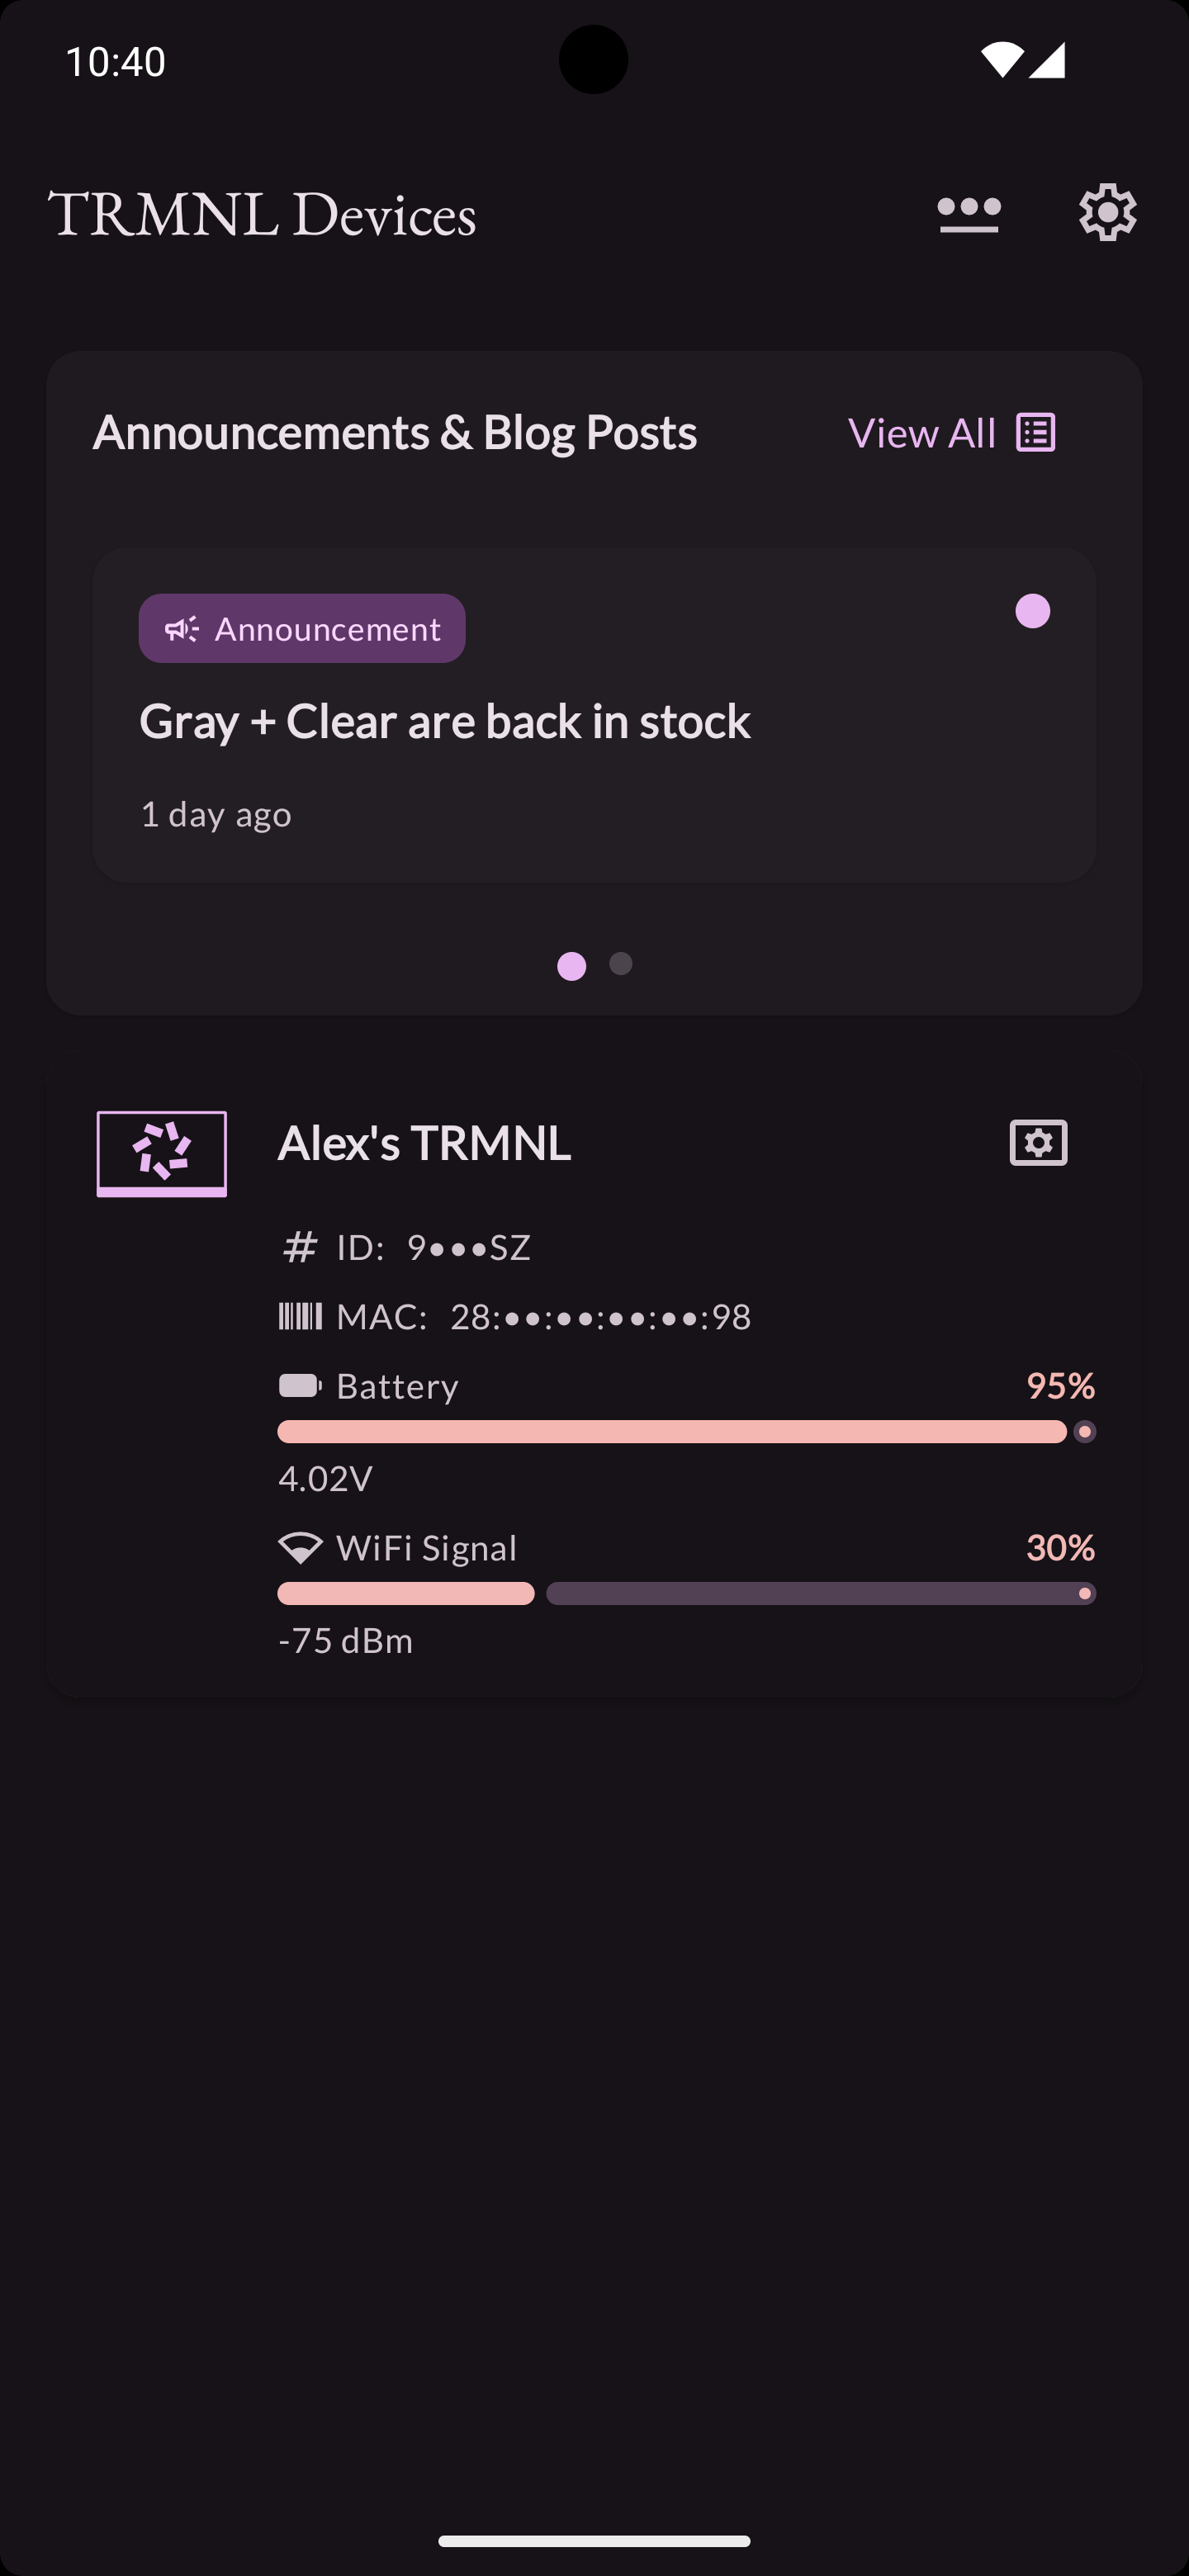 10:40
TRMNL Devices
Announcements & Blog Posts
View All
Announcement
Gray + Clear are back in stock
1 day ago
Alex's TRMNL
ID: 9•••SZ
MAC: 28:••:••:••:••:98
Battery 95%
4.02V
WiFi Signal 30%
-75 dBm